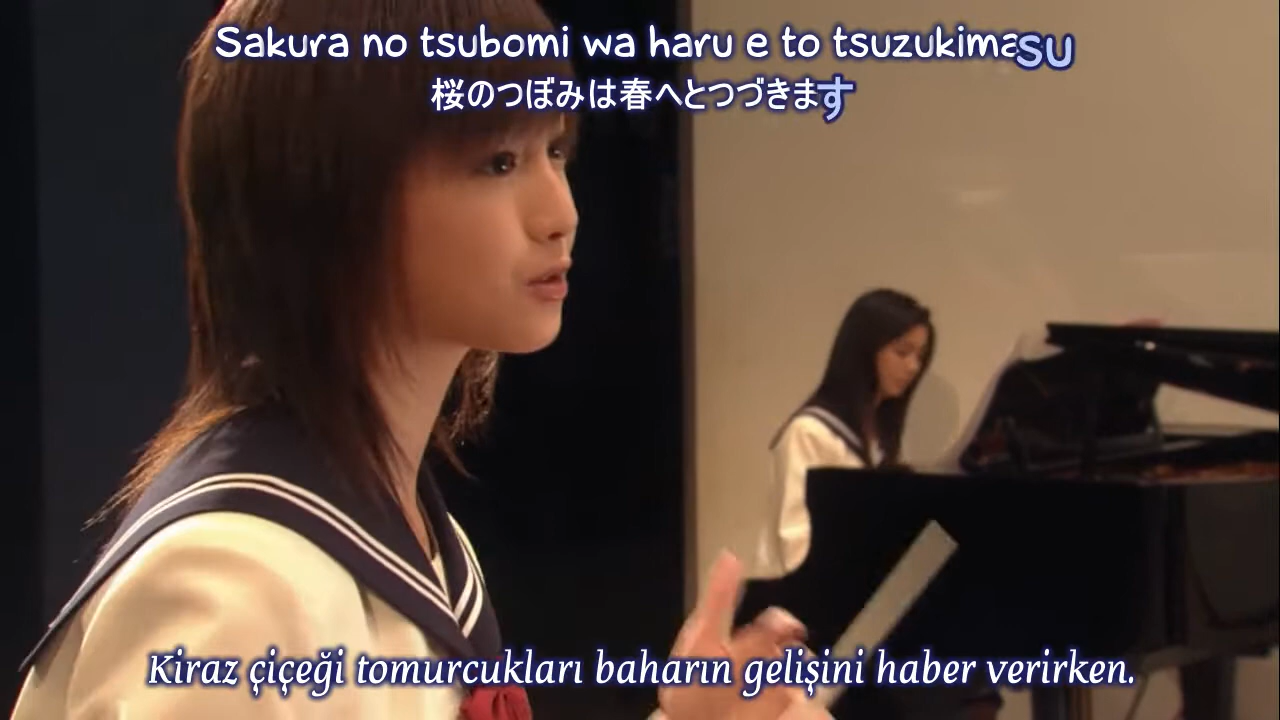 Sakura no tsubomi wa haru e to tsuzukimasu
桜のつぼみは春へとつづきます
Kiraz çiçeği tomurcukları baharın gelişini haber verirken.